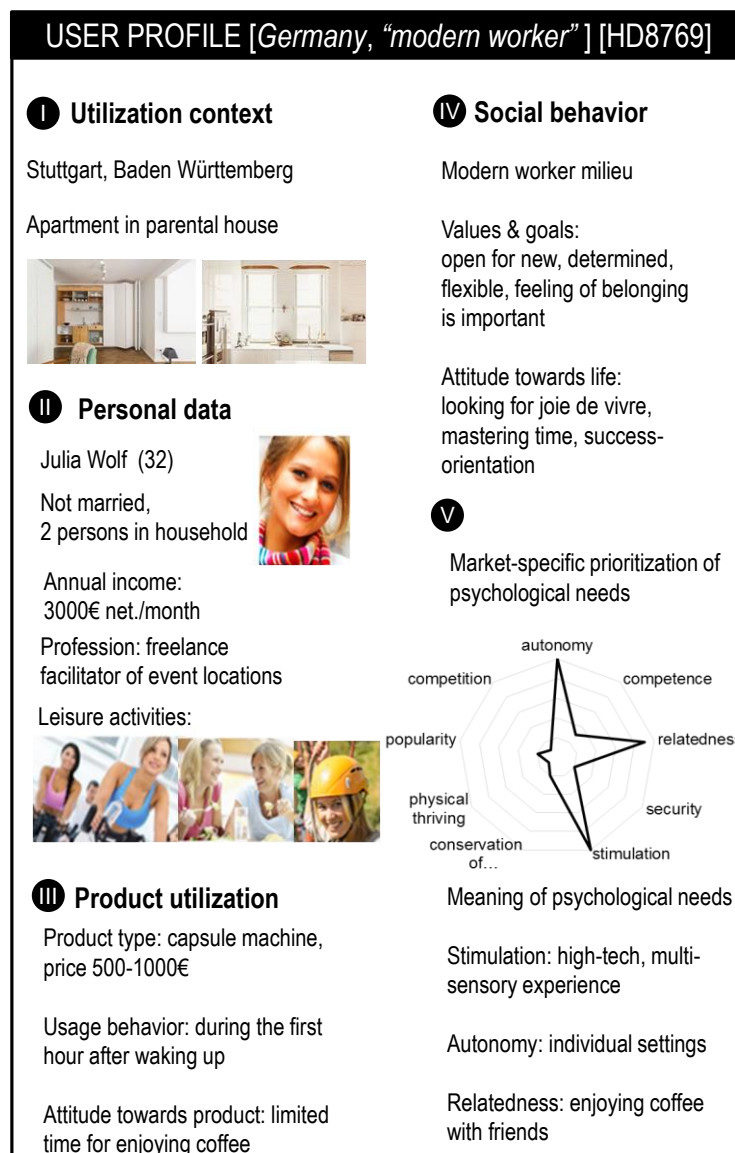 USER PROFILE [Germany, “modern worker” ] [HD8769]
I Utilization context
Stuttgart, Baden Württemberg
Apartment in parental house
II Personal data
Julia Wolf (32)
Not married,
2 persons in household
Annual income:
3000€ net./month
Profession: freelance
facilitator of event locations
Leisure activities:
III Product utilization
Product type: capsule machine,
price 500-1000€
Usage behavior: during the first
hour after waking up
Attitude towards product: limited
time for enjoying coffee
IV Social behavior
Modern worker milieu
Values & goals:
open for new, determined,
flexible, feeling of belonging
is important
Attitude towards life:
looking for joie de vivre,
mastering time, success-
orientation
V
Market-specific prioritization of
psychological needs
autonomy
competition
competence
popularity
relatedness
physical
thriving
security
conservation
of…
stimulation
Meaning of psychological needs
Stimulation: high-tech, multi-
sensory experience
Autonomy: individual settings
Relatedness: enjoying coffee
with friends